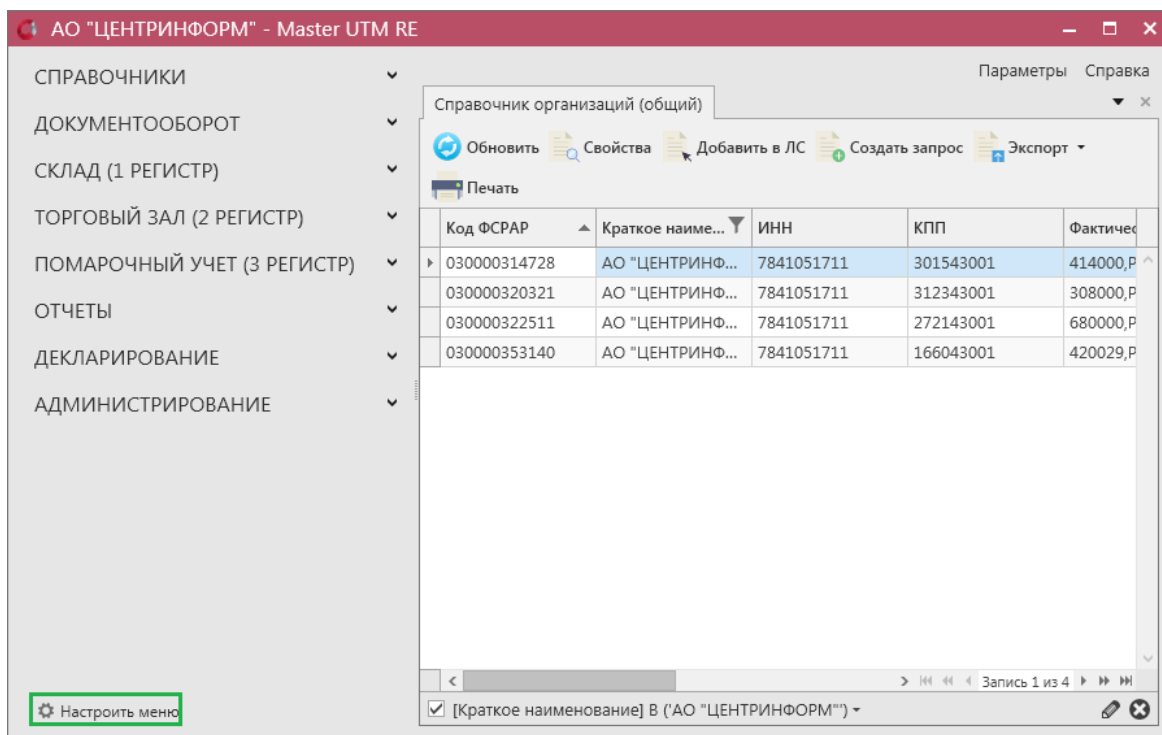 АО "ЦЕНТРИНФОРМ" - Master UTM RE
Параметры Справка
СПРАВОЧНИКИ
ДОКУМЕНТООБОРОТ
СКЛАД (1 РЕГИСТР)
ТОРГОВЫЙ ЗАЛ (2 РЕГИСТР)
ПОМАРОЧНЫЙ УЧЕТ (3 РЕГИСТР)
ОТЧЕТЫ
ДЕКЛАРИРОВАНИЕ
АДМИНИСТРИРОВАНИЕ
Настроить меню
Справочник организаций (общий)
Обновить Свойства Добавить в ЛС Создать запрос Экспорт
Печать
Код ФСРАР Краткое наиме... ИНН КПП Фактичес
030000314728 АО "ЦЕНТРИНФ... 7841051711 301543001 414000,Р
030000320321 АО "ЦЕНТРИНФ... 7841051711 312343001 308000,Р
030000322511 АО "ЦЕНТРИНФ... 7841051711 272143001 680000,Р
030000353140 АО "ЦЕНТРИНФ... 7841051711 166043001 420029,Р
Запись 1 из 4
[Краткое наименование] В ('АО "ЦЕНТРИНФОРМ"')